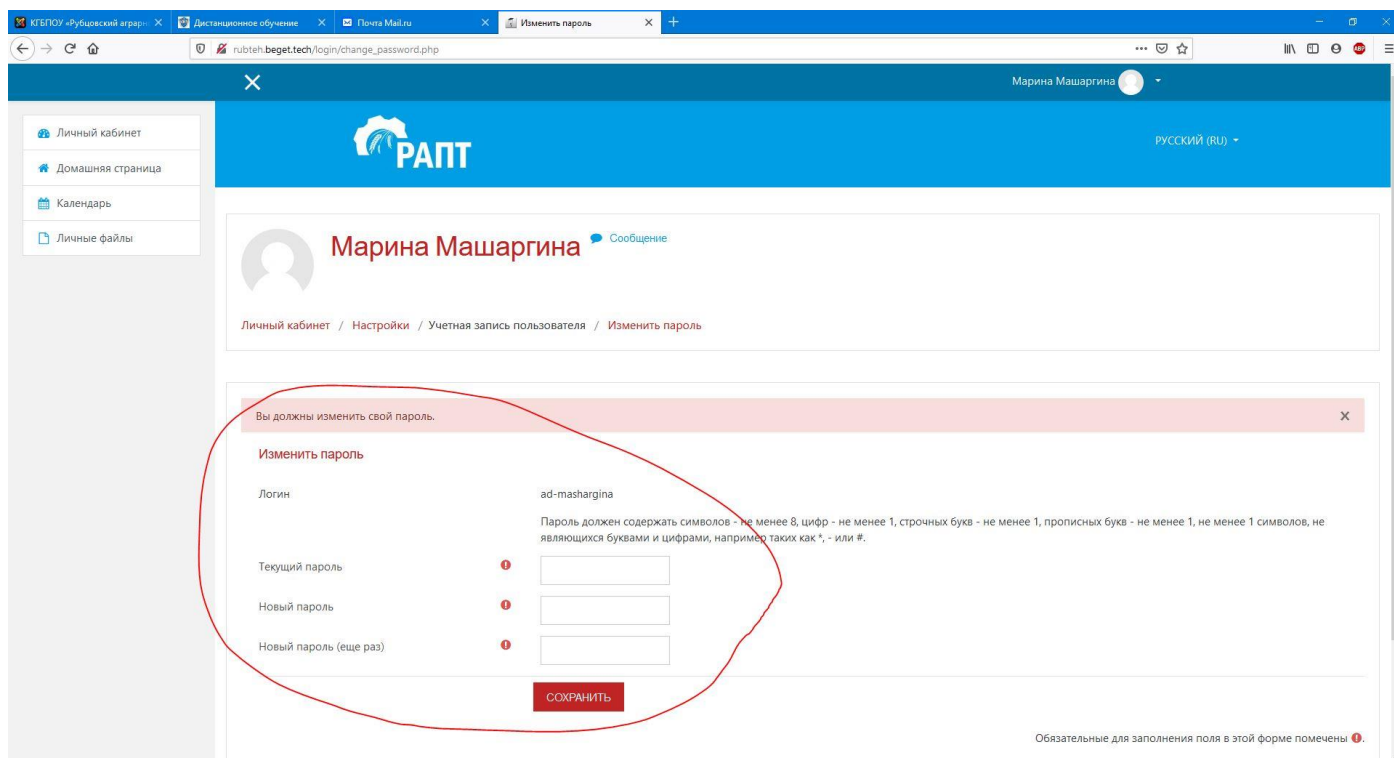 КГБПОУ «Рубцовский аграрн
Дистанционное обучение
Почта Mail.ru
Изменить пароль
rubteh.beget.tech/login/change_password.php
ABP
Марина Машаргина
Личный кабинет
Домашняя страница
Календарь
Личные файлы
РАПТ
РУССКИЙ (RU)
Марина Машаргина
Сообщение
Личный кабинет / Настройки / Учетная запись пользователя / Изменить пароль
Вы должны изменить свой пароль.
Изменить пароль
Логин
ad-mashargina
Пароль должен содержать символов - не менее 8, цифр - не менее 1, строчных букв - не менее 1, прописных букв - не менее 1, не менее 1 символов, не
являющихся буквами и цифрами, например таких как *, - или #.
Текущий пароль
Новый пароль
Новый пароль (еще раз)
СОХРАНИТЬ
Обязательные для заполнения поля в этой форме помечены .